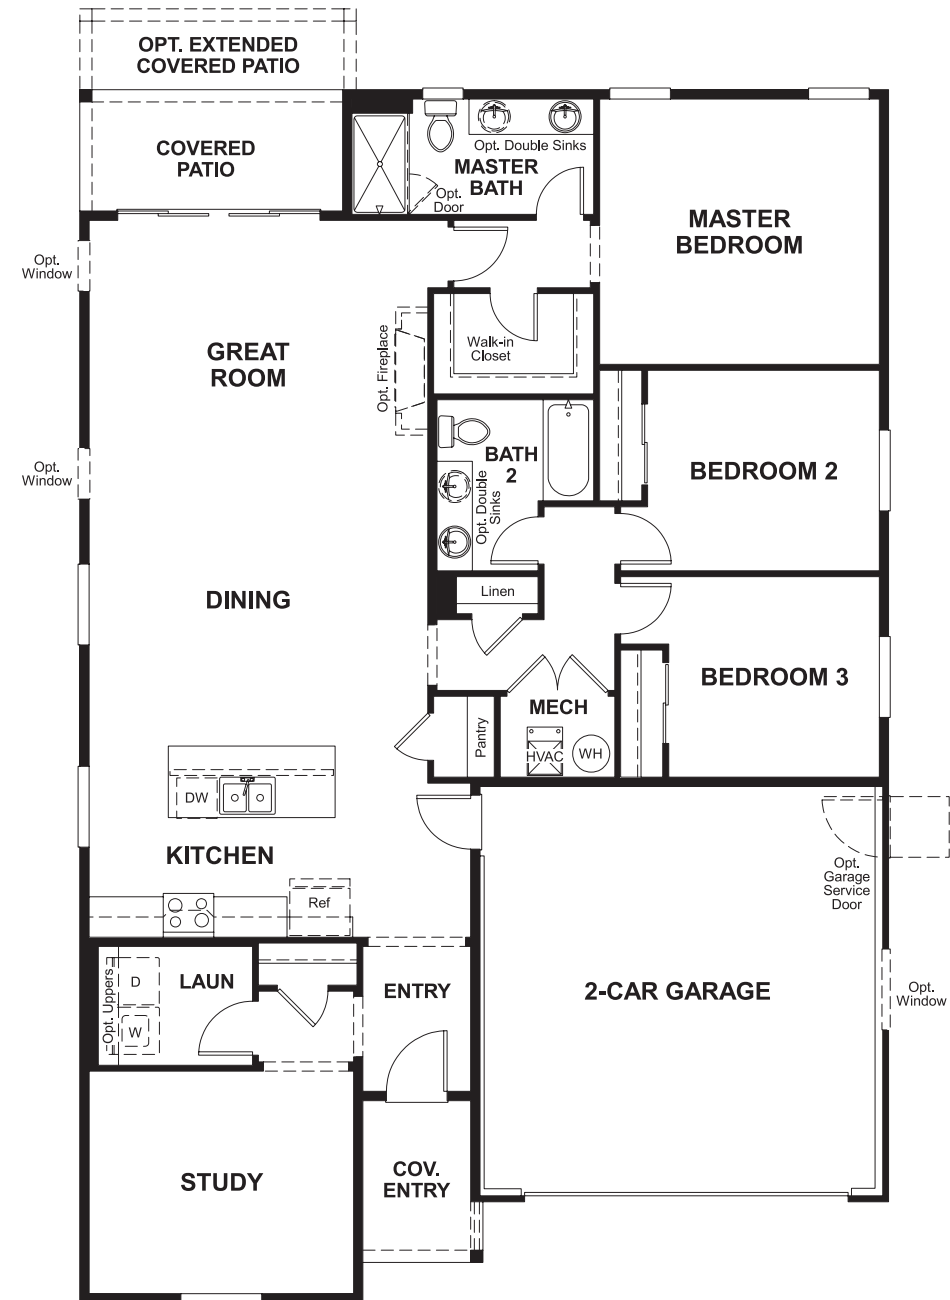 OPT. EXTENDED
COVERED PATIO
COVERED
PATIO
Opt. Double Sinks
MASTER
BATH
Opt.
Door
MASTER
BEDROOM
Opt.
Window
GREAT
ROOM
Opt. Fireplace
Walk-in
Closet
BATH
2
Opt. Double
Sinks
BEDROOM 2
Opt.
Window
DINING
Linen
BEDROOM 3
MECH
Pantry
HVAC
WH
DW
KITCHEN
Ref
Opt.
Garage
Service
Door
Opt. Uppers
D
W
LAUN
ENTRY
2-CAR GARAGE
Opt.
Window
STUDY
COV.
ENTRY